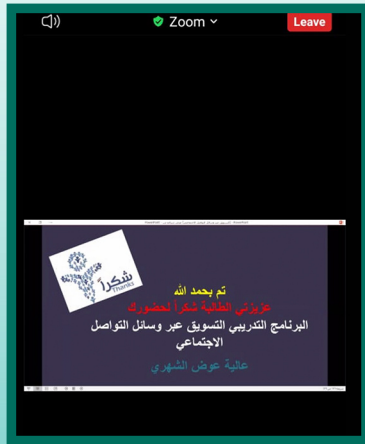 Zoom
Leave
شكراً
Thanks
تم بحمد الله
عزيزتي الطالبة شكراً لحضورك
البرنامج التدريبي التسويق عبر وسائل التواصل
الاجتماعي
عالية عوض الشهري